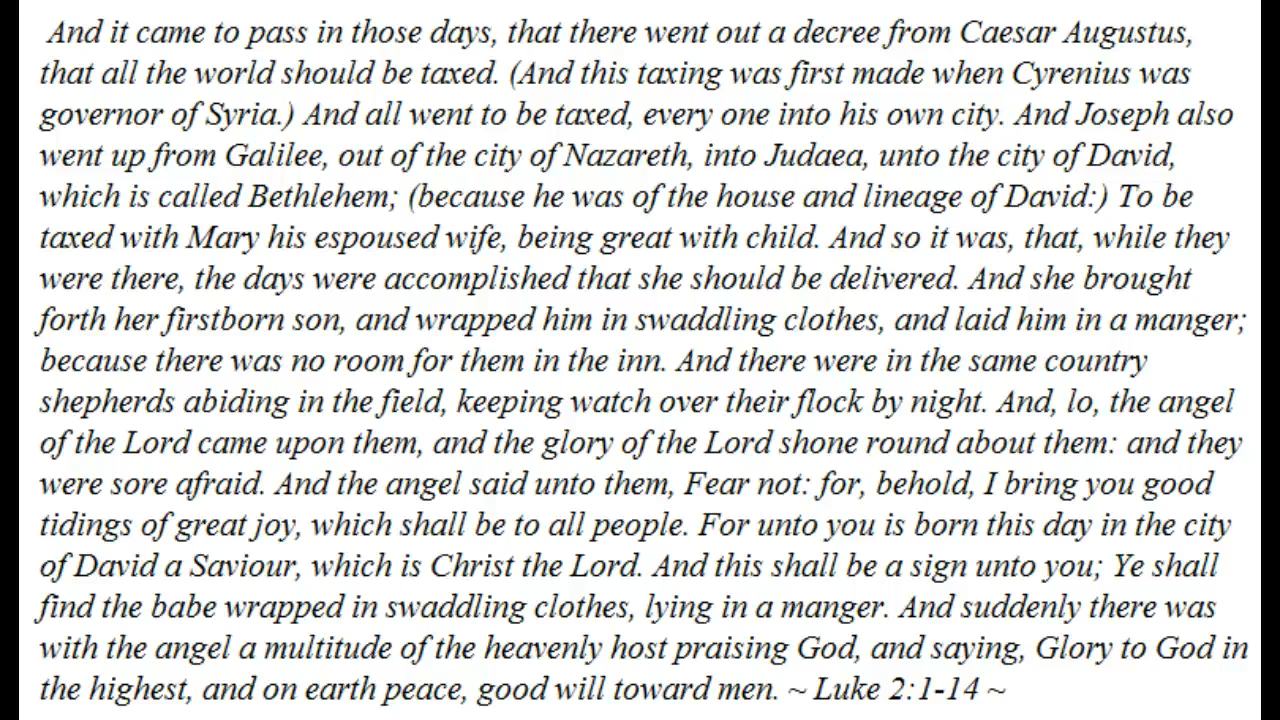 And it came to pass in those days, that there went out a decree from Caesar Augustus,
that all the world should be taxed. (And this taxing was first made when Cyrenius was
governor of Syria.) And all went to be taxed, every one into his own city. And Joseph also
went up from Galilee, out of the city of Nazareth, into Judaea, unto the city of David,
which is called Bethlehem; (because he was of the house and lineage of David:) To be
taxed with Mary his espoused wife, being great with child. And so it was, that, while they
were there, the days were accomplished that she should be delivered. And she brought
forth her firstborn son, and wrapped him in swaddling clothes, and laid him in a manger;
because there was no room for them in the inn. And there were in the same country
shepherds abiding in the field, keeping watch over their flock by night. And, lo, the angel
of the Lord came upon them, and the glory of the Lord shone round about them: and they
were sore afraid. And the angel said unto them, Fear not: for, behold, I bring you good
tidings of great joy, which shall be to all people. For unto you is born this day in the city
of David a Saviour, which is Christ the Lord. And this shall be a sign unto you; Ye shall
find the babe wrapped in swaddling clothes, lying in a manger. And suddenly there was
with the angel a multitude of the heavenly host praising God, and saying, Glory to God in
the highest, and on earth peace, good will toward men. ~ Luke 2:1-14 ~